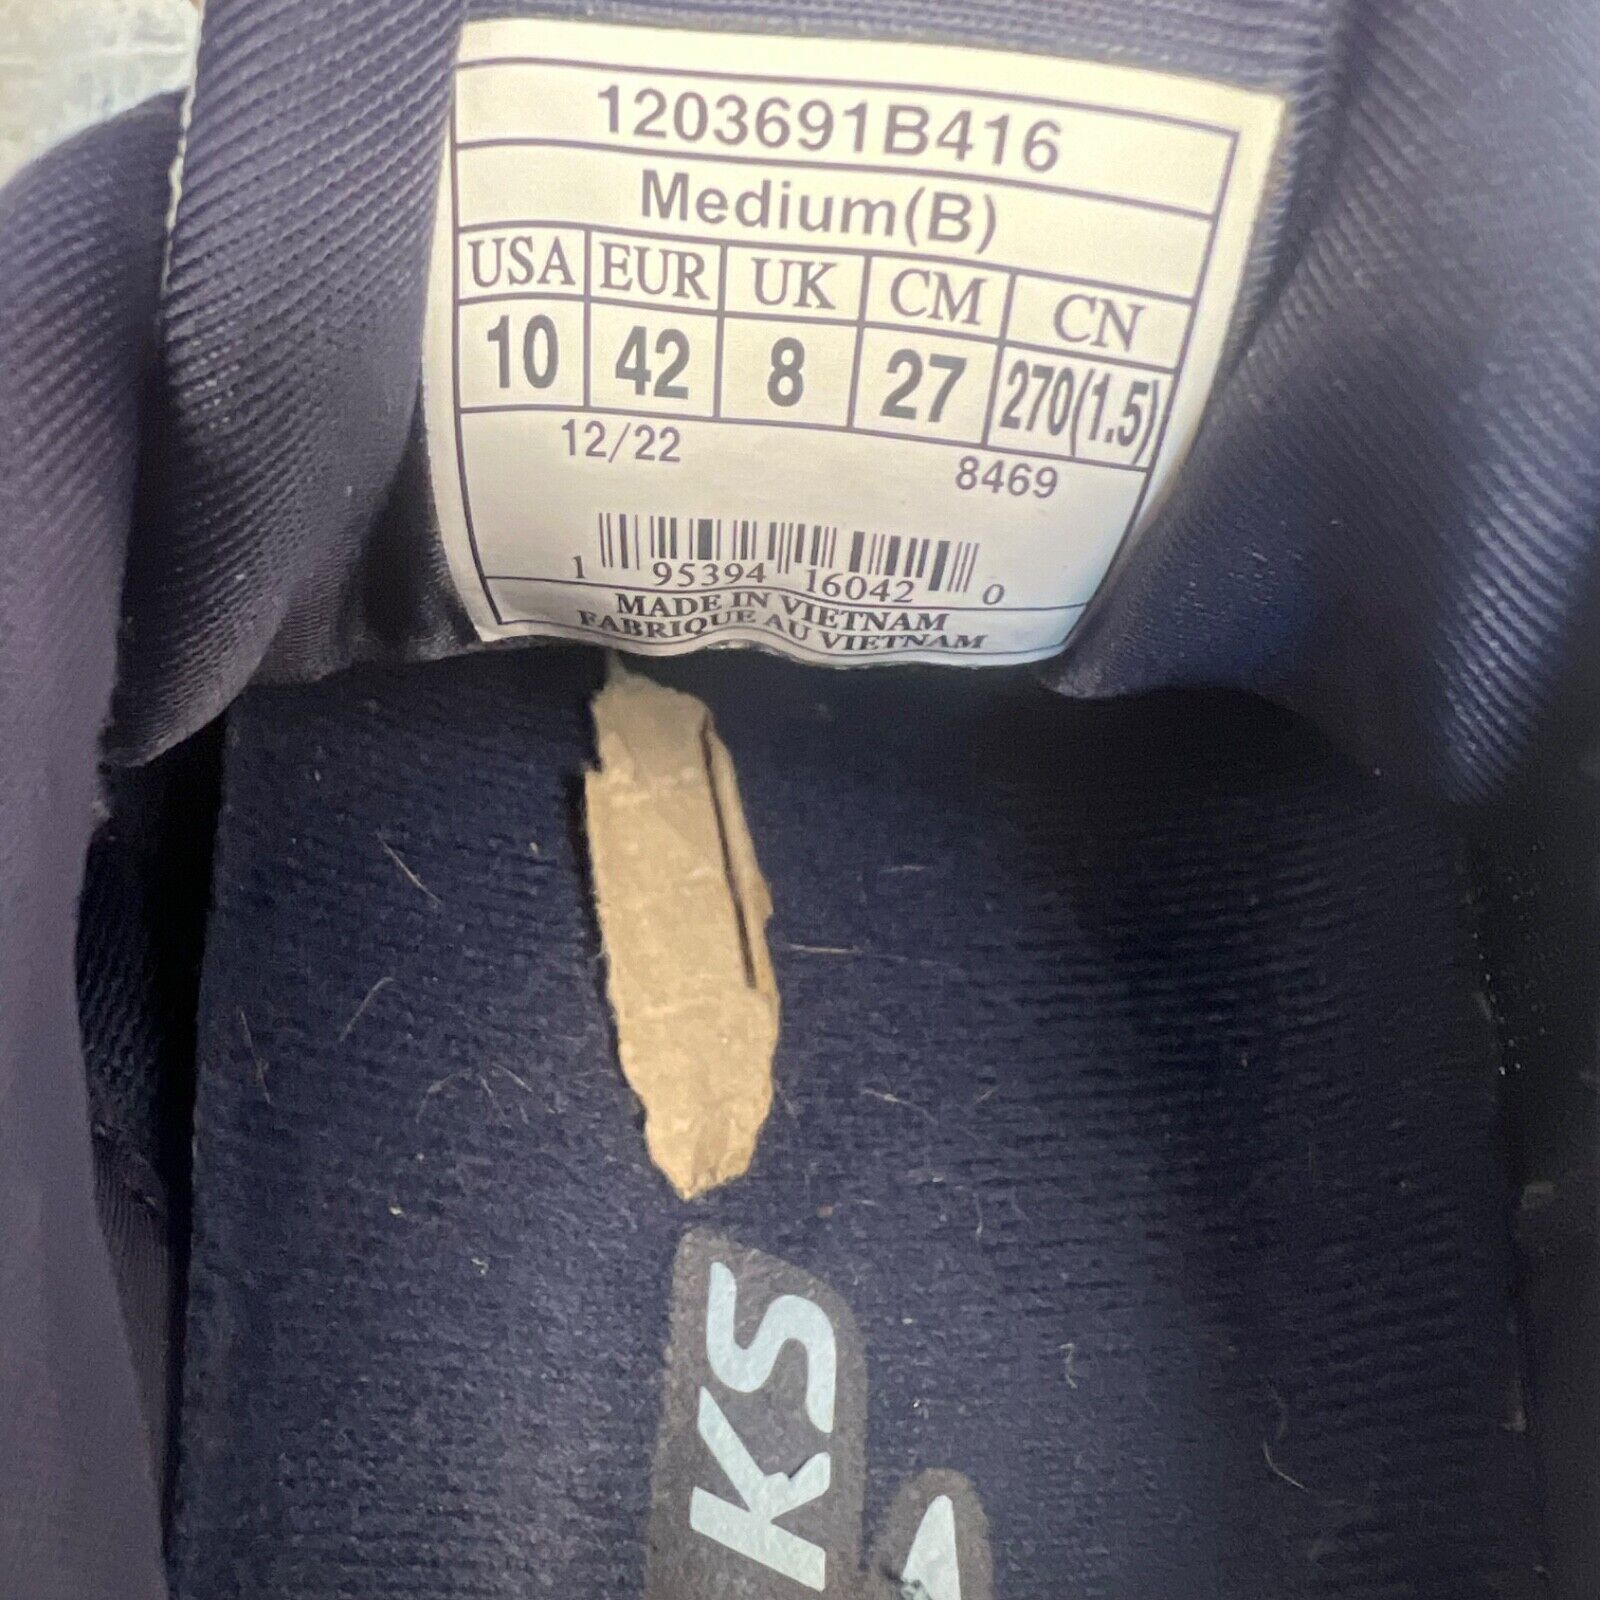 1203691B416
Medium(B)
USA EUR UK CM CN
10 42 8 27 270(1.5)
12/22 8469
1 95394 16042 0
MADE IN VIETNAM
FABRIQUE AU VIETNAM
KS